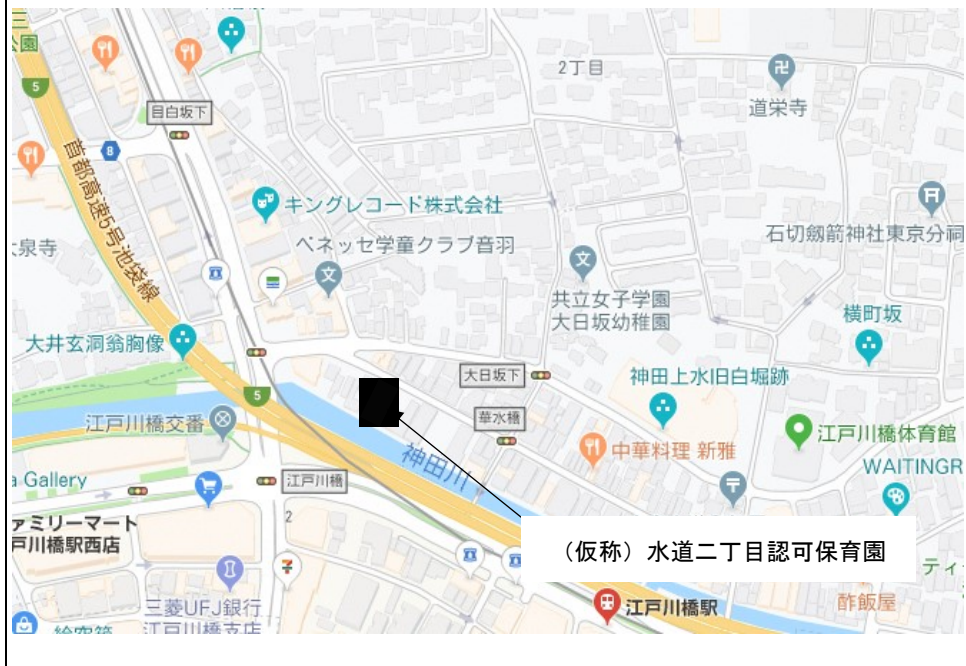 三
公園
5
目白坂下
8
首都高速5号池袋線
2丁目
道栄寺
キングレコード株式会社
ベネッセ学童クラブ音羽
石切劔箭神社東京分祠
泉寺
共立女子学園
大日坂幼稚園
横町坂
大井玄洞翁胸像
大日坂下
神田上水旧白堀跡
5
江戸川橋交番
華水橋
中華料理 新雅
江戸川橋体育館
神田川
WAITINGR
a Gallery
江戸川橋
2
ァミリーマート
戸川橋駅西店
(仮称)水道二丁目認可保育園
ティ
三菱UFJ銀行
江戸川橋支店
江戸川橋駅
酢飯屋